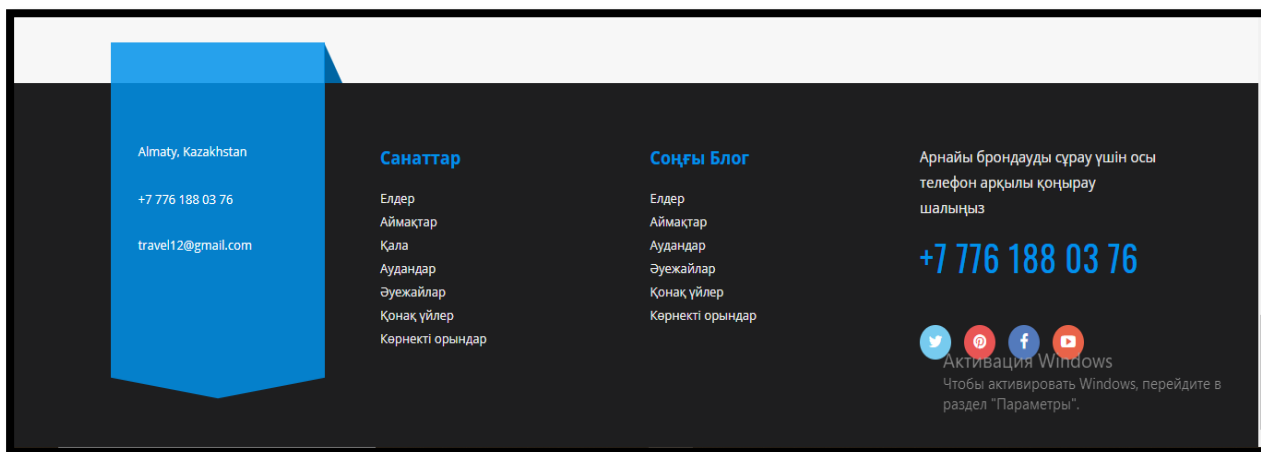 Almaty, Kazakhstan
+7 776 188 03 76
travel12@gmail.com
Санаттар
Елдер
Аймақтар
Қала
Аудандар
Әуежайлар
Қонақ үйлер
Көрнекті орындар
Соңғы Блог
Елдер
Аймақтар
Аудандар
Әуежайлар
Қонақ үйлер
Көрнекті орындар
Арнайы брондауды сұрау үшін осы
телефон арқылы қоңырау
шалыңыз
+7 776 188 03 76
Активация Windows
Чтобы активировать Windows, перейдите в
раздел "Параметры".